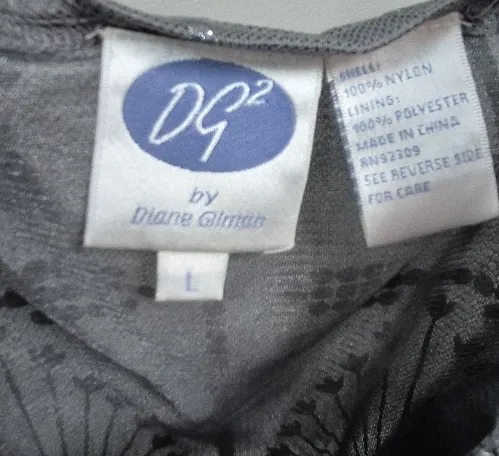 DG2
by
Diane Gilman
L
SHELL:
100% NYLON
LINING:
100% POLYESTER
MADE IN CHINA
RN92309
SEE REVERSE SIDE
FOR CARE